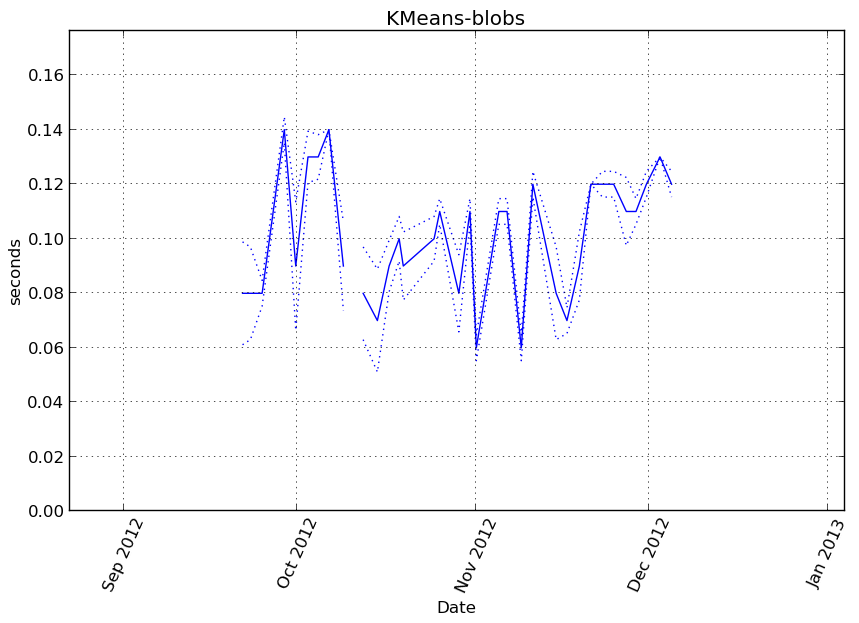 KMeans-blobs
0.16
0.14
0.12
0.10
0.08
0.06
0.04
0.02
0.00
seconds
Sep 2012
Oct 2012
Nov 2012
Dec 2012
Jan 2013
Date